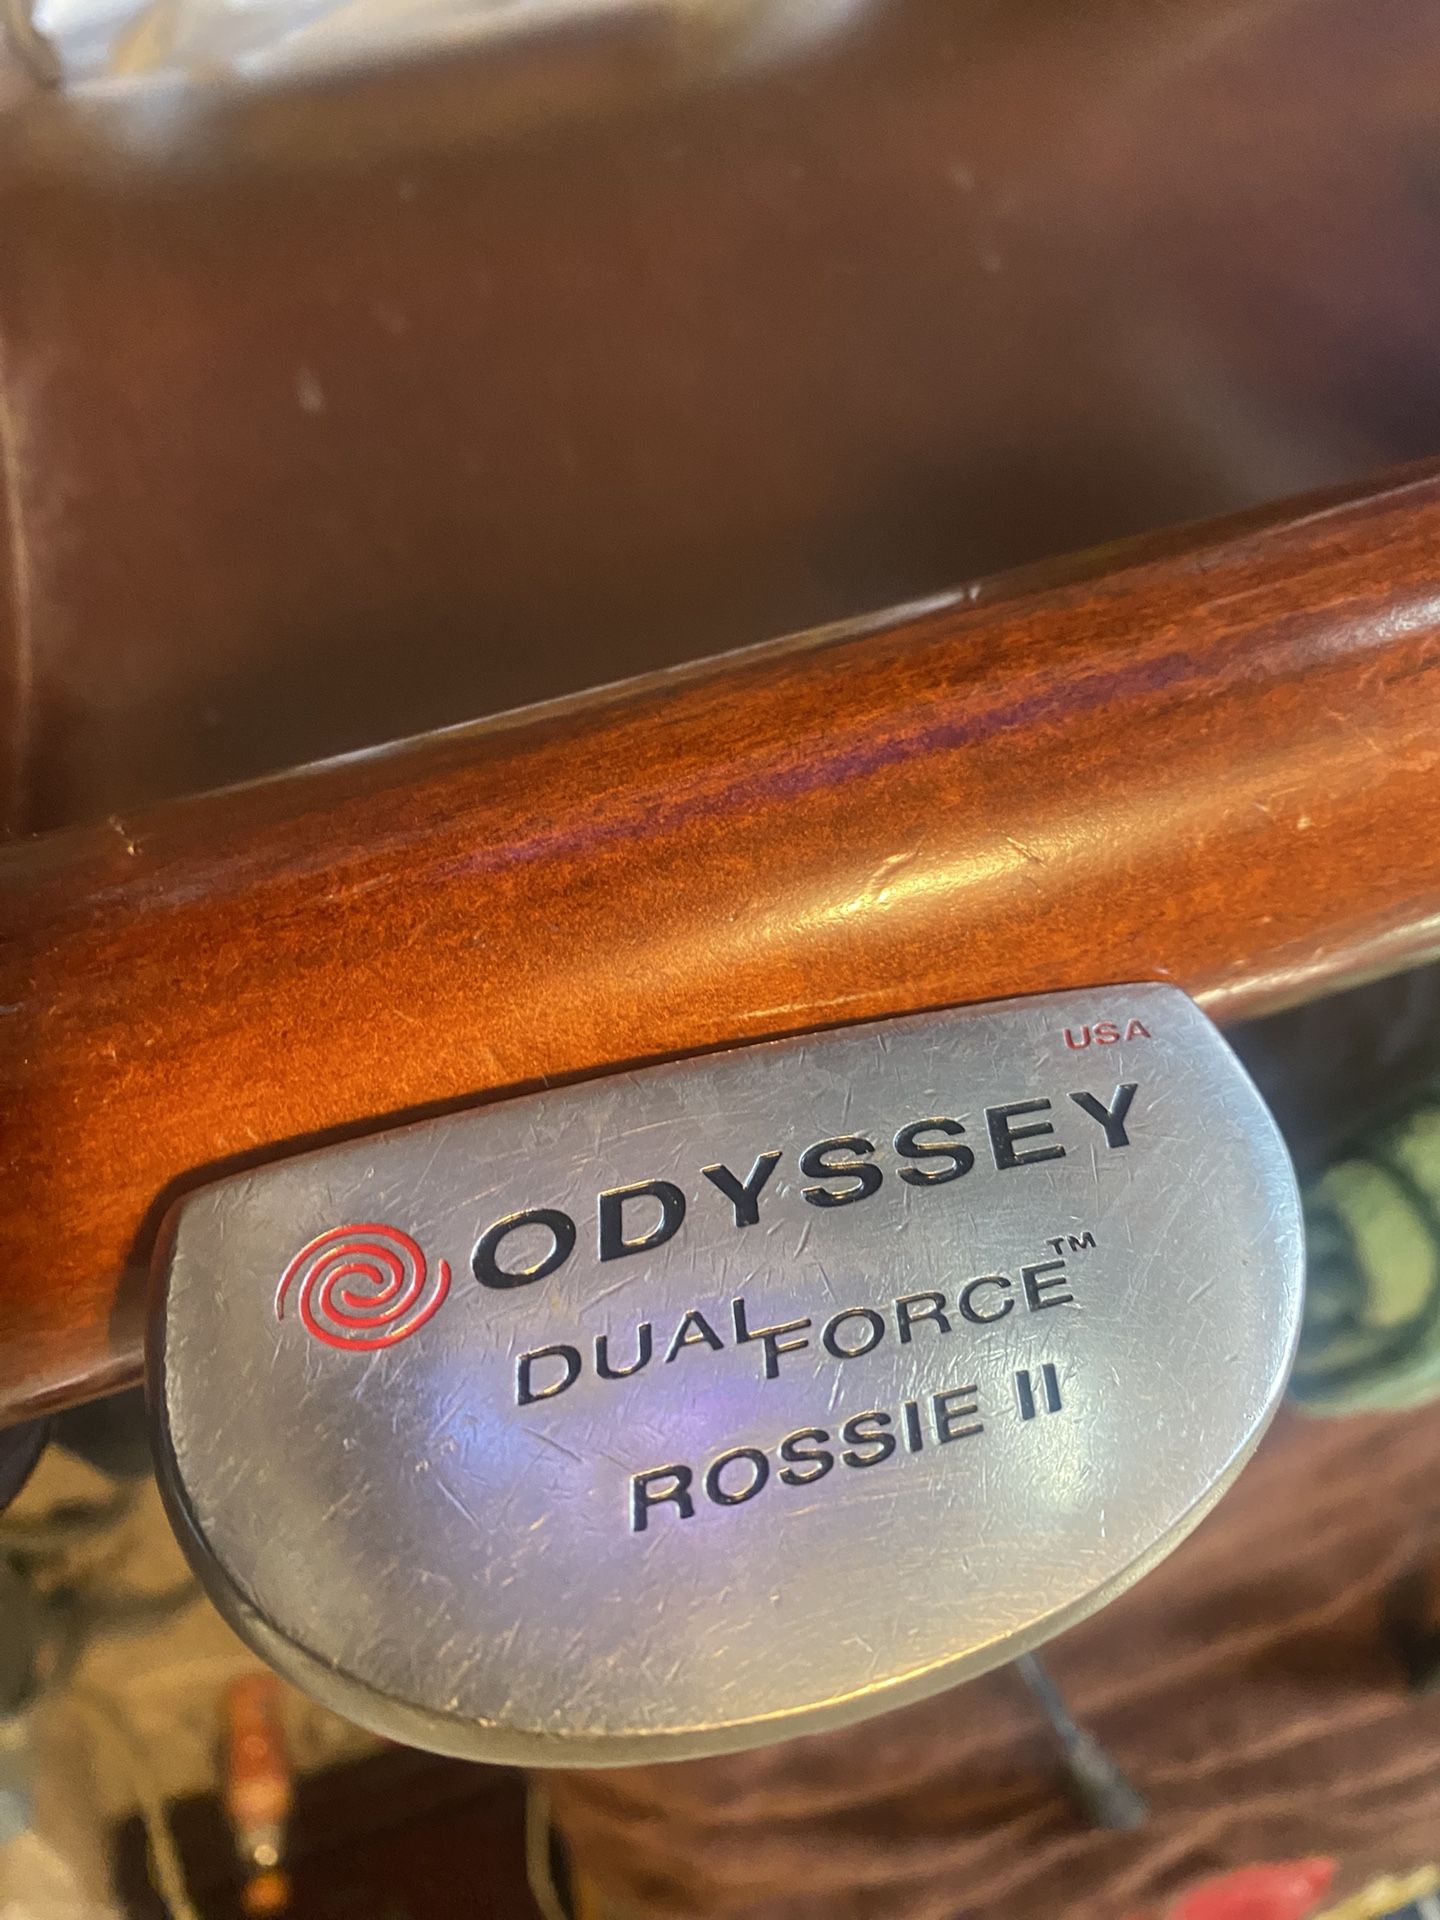 USA
ODYSSEY
DUAL FORCE™
ROSSIE II